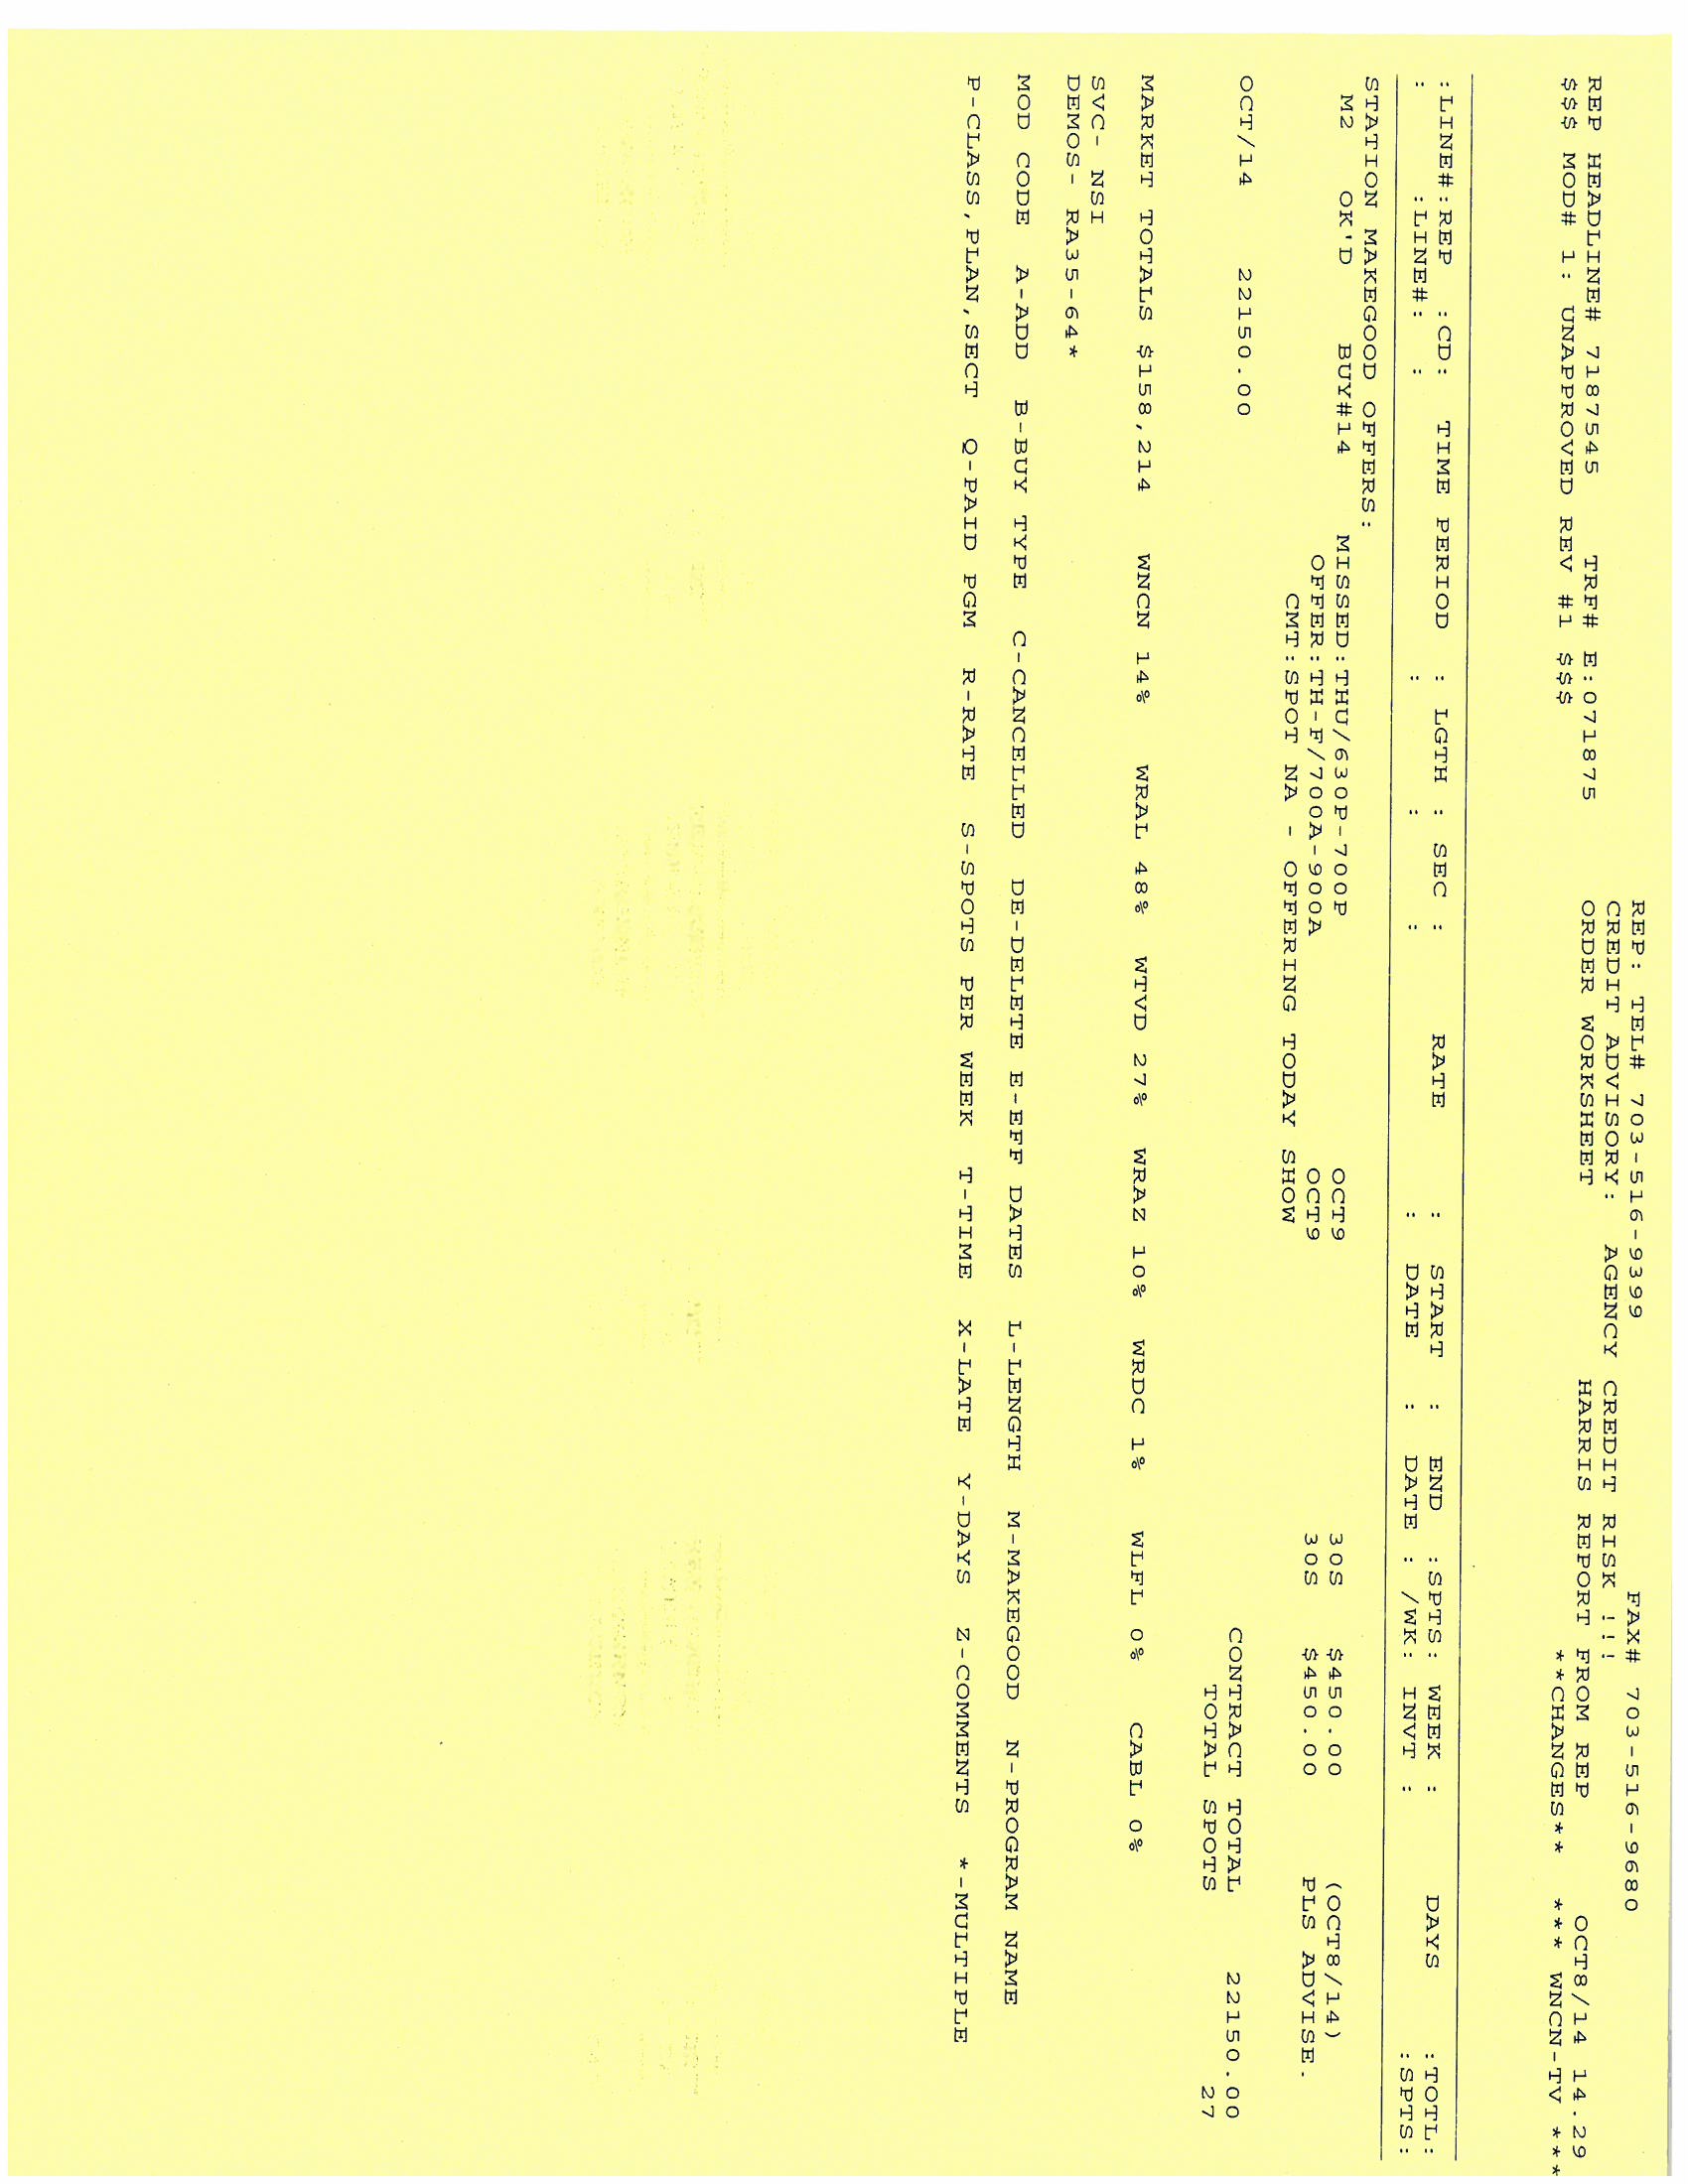 REP: TEL# 703-516-9399 FAX# 703-516-9680
CREDIT ADVISORY: AGENCY CREDIT RISK !!!
REP HEADLINE# 7187545 TRF# E:071875 ORDER WORKSHEET HARRIS REPORT FROM REP OCT8/14 14.29
$$$ MOD# 1: UNAPPROVED REV #1 $$$ **CHANGES** *** WNCN-TV ***
:LINE#:REP :CD: TIME PERIOD : LGTH : SEC : RATE : START : END :SPTS: WEEK : DAYS :TOTL:
: :LINE#: : : : : : DATE : DATE : /WK: INVT : :SPTS:
STATION MAKEGOOD OFFERS:
M2 OK'D BUY#14 MISSED:THU/630P-700P OCT9 30S $450.00 (OCT8/14)
OFFER:TH-F/700A-900A OCT9 30S $450.00 PLS ADVISE.
CMT:SPOT NA - OFFERING TODAY SHOW
OCT/14 22150.00 CONTRACT TOTAL 22150.00
TOTAL SPOTS 27
MARKET TOTALS $158,214 WNCN 14% WRAL 48% WTVD 27% WRAZ 10% WRDC 1% WLFL 0% CABL 0%
SVC- NSI
DEMOS- RA35-64*
MOD CODE A-ADD B-BUY TYPE C-CANCELLED DE-DELETE E-EFF DATES L-LENGTH M-MAKEGOOD N-PROGRAM NAME
P-CLASS,PLAN,SECT Q-PAID PGM R-RATE S-SPOTS PER WEEK T-TIME X-LATE Y-DAYS Z-COMMENTS *-MULTIPLE